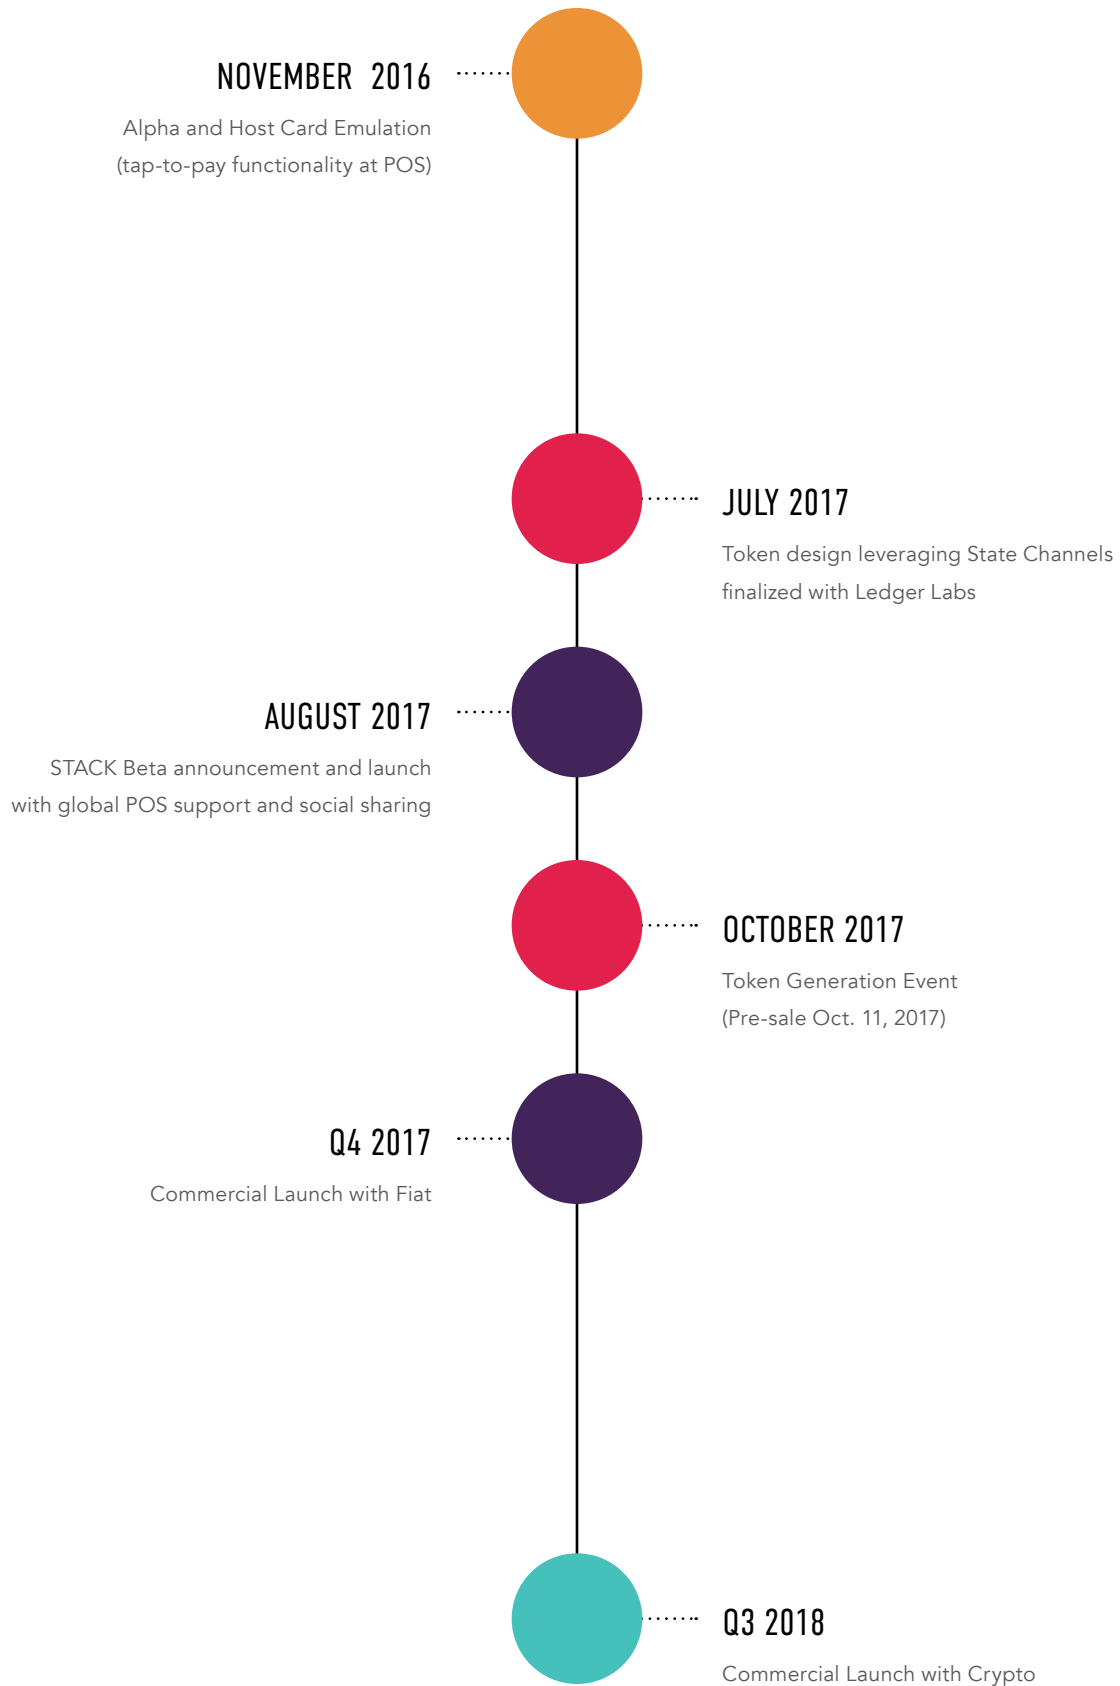 NOVEMBER 2016
Alpha and Host Card Emulation
(tap-to-pay functionality at POS)
JULY 2017
Token design leveraging State Channels
finalized with Ledger Labs
AUGUST 2017
STACK Beta announcement and launch
with global POS support and social sharing
OCTOBER 2017
Token Generation Event
(Pre-sale Oct. 11, 2017)
Q4 2017
Commercial Launch with Fiat
Q3 2018
Commercial Launch with Crypto